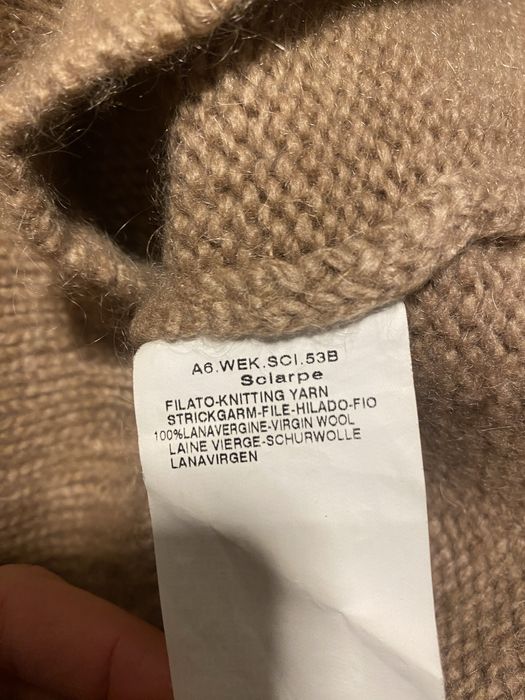 A6.WEK.SCI.53B
Sciarpe
FILATO-KNITTING YARN
STRICKGARM-FILE-HILADO-FIO
100%LANAVERGINE-VIRGIN WOOL
LAINE VIERGE-SCHURWOLLE
LANAVIRGEN